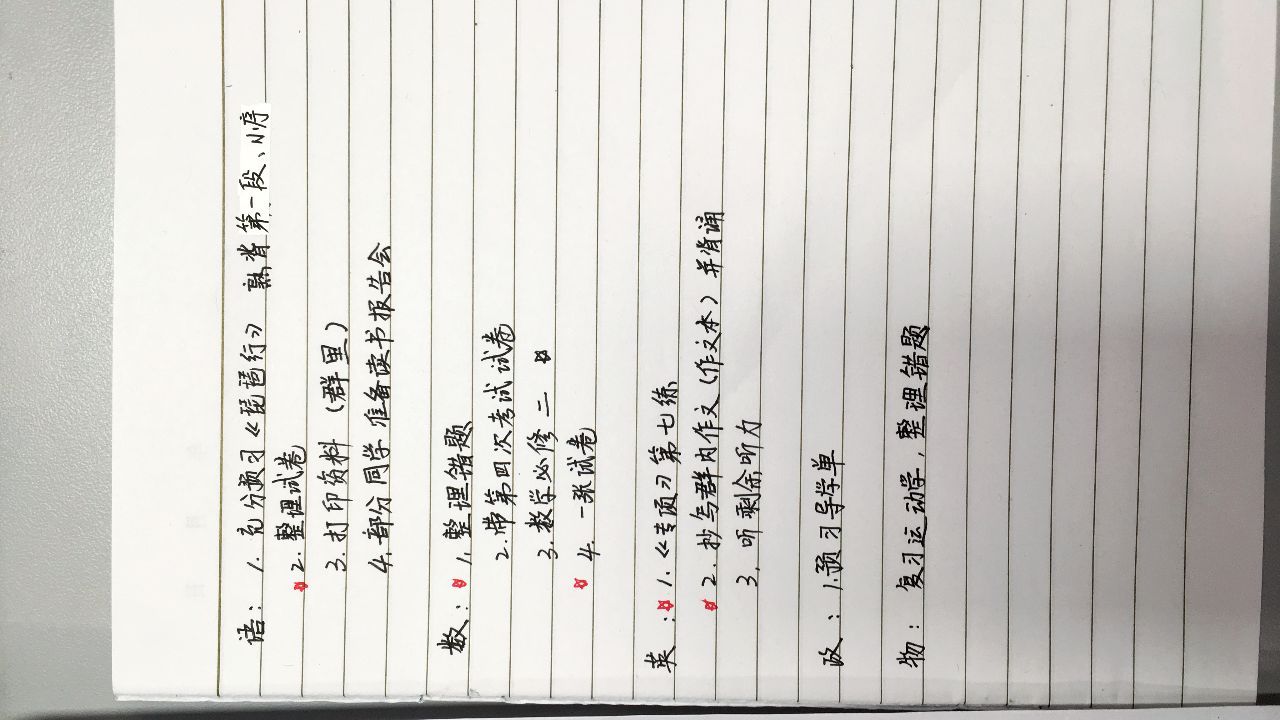 语：1. 充分预习《琵琶行》 熟背第一段、小序
☆2. 整理试卷
3. 打印资料（群里）
4. 部分同学准备读书报告会
数：☆1. 整理错题
2. 带第四次考试试卷
3. 数学必修二 ☆
☆4. 一张试卷
英：☆1.《专项》第七练
☆2. 抄写群内作文（作文本）并背诵
3. 听剩余听力
政：1. 预习导学单
物：复习运动学，整理错题